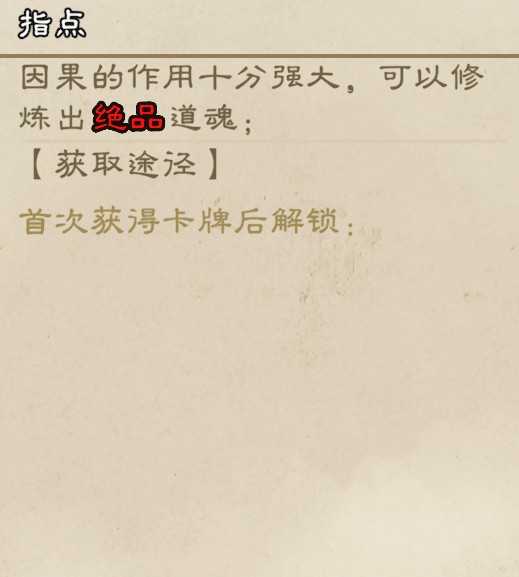 指点
因果的作用十分强大，可以修
炼出绝品道魂；
【获取途径】
首次获得卡牌后解锁；